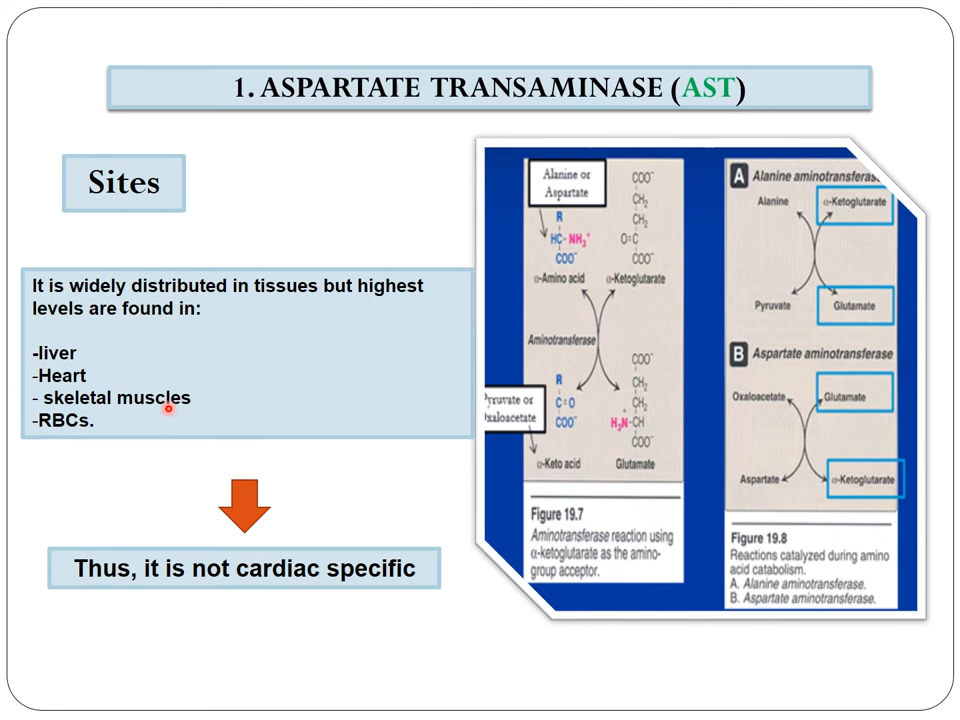 1. ASPARTATE TRANSAMINASE (AST)
Sites
It is widely distributed in tissues but highest
levels are found in:
-liver
-Heart
- skeletal muscles
-RBCs.
Thus, it is not cardiac specific
Alanine or
Aspartate
R
HC - NH₃⁺
COO⁻
α-Amino acid
COO⁻
CH₂
CH₂
O=C
COO⁻
α-Ketoglutarate
Aminotransferase
Pyruvate or
Oxaloacetate
R
C=O
COO⁻
α-Keto acid
COO⁻
CH₂
CH₂
H₃N⁺-CH
COO⁻
Glutamate
Figure 19.7
Aminotransferase reaction using
α-ketoglutarate as the amino-
group acceptor.
A Alanine aminotransferase
Alanine
α-Ketoglutarate
Pyruvate
Glutamate
B Aspartate aminotransferase
Oxaloacetate
Glutamate
Aspartate
α-Ketoglutarate
Figure 19.8
Reactions catalyzed during amino
acid catabolism.
A. Alanine aminotransferase.
B. Aspartate aminotransferase.